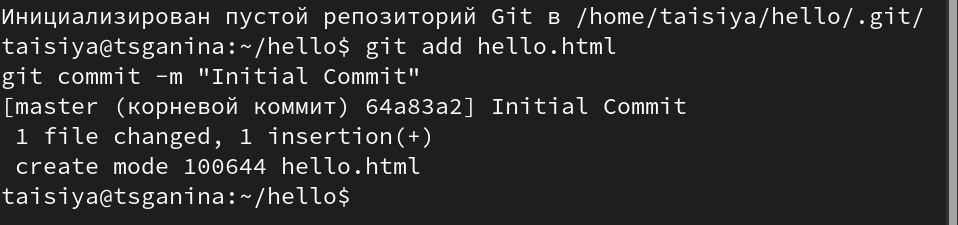 Инициализирован пустой репозиторий Git в /home/taisiya/hello/.git/
taisiya@tsganina:~/hello$ git add hello.html
git commit -m "Initial Commit"
[master (корневой коммит) 64a83a2] Initial Commit
 1 file changed, 1 insertion(+)
 create mode 100644 hello.html
taisiya@tsganina:~/hello$